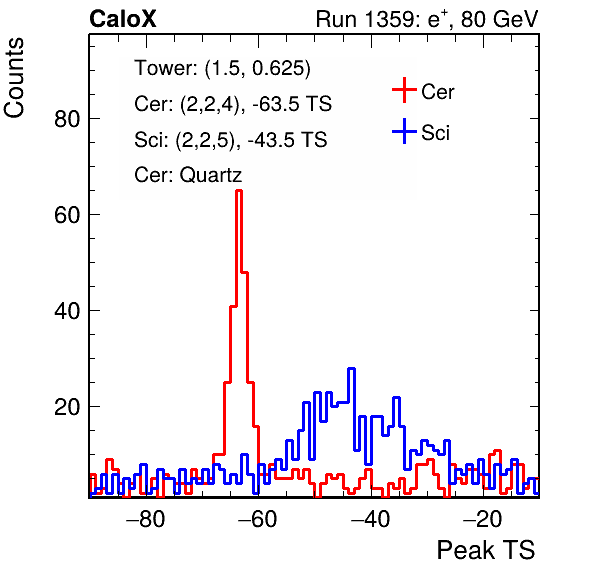 CaloX Run 1359: e⁺, 80 GeV
Counts
Tower: (1.5, 0.625)
Cer: (2,2,4), -63.5 TS
Sci: (2,2,5), -43.5 TS
Cer: Quartz
Cer
Sci
80
60
40
20
−80 −60 −40 −20
Peak TS